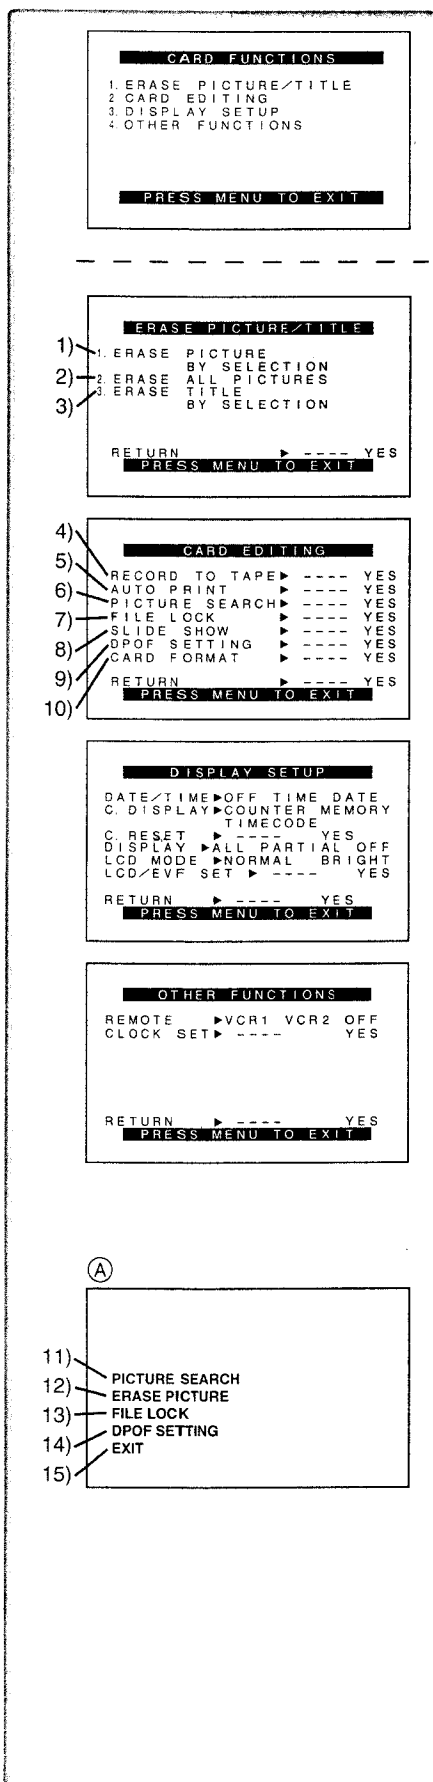 CARD FUNCTIONS
1. ERASE PICTURE/TITLE
2 CARD EDITING
3. DISPLAY SETUP
4. OTHER FUNCTIONS
PRESS MENU TO EXIT
ERASE PICTURE/TITLE
1) 1. ERASE PICTURE
BY SELECTION
2) 2. ERASE ALL PICTURES
3) 3. ERASE TITLE
BY SELECTION
RETURN ▶ ---- YES
PRESS MENU TO EXIT
CARD EDITING
4) RECORD TO TAPE▶ ---- YES
5) AUTO PRINT ▶ ---- YES
6) PICTURE SEARCH▶ ---- YES
7) FILE LOCK ▶ ---- YES
8) SLIDE SHOW ▶ ---- YES
9) DPOF SETTING ▶ ---- YES
10) CARD FORMAT ▶ ---- YES
RETURN ▶ ---- YES
PRESS MENU TO EXIT
DISPLAY SETUP
DATE/TIME▶OFF TIME DATE
C. DISPLAY▶COUNTER MEMORY
TIMECODE
C. RESET ▶ ---- YES
DISPLAY ▶ALL PARTIAL OFF
LCD MODE ▶NORMAL BRIGHT
LCD/EVF SET ▶ ---- YES
RETURN ▶ ---- YES
PRESS MENU TO EXIT
OTHER FUNCTIONS
REMOTE ▶VCR1 VCR2 OFF
CLOCK SET▶ ---- YES
RETURN ▶ ---- YES
PRESS MENU TO EXIT
Ⓐ
11) PICTURE SEARCH
12) ERASE PICTURE
13) FILE LOCK
14) DPOF SETTING
15) EXIT